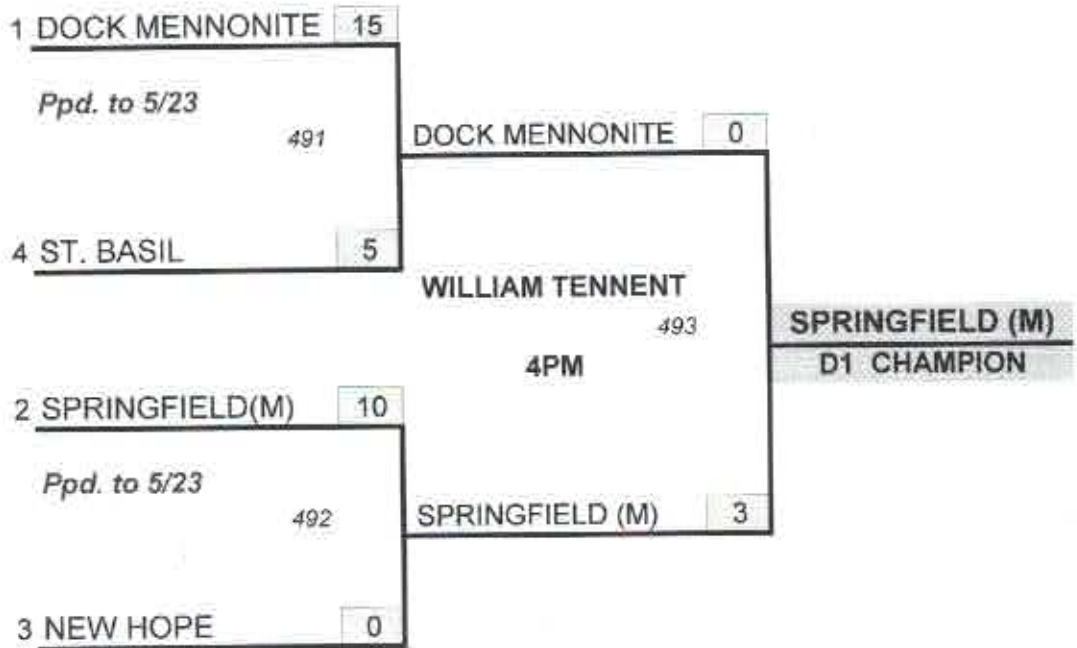 1 DOCK MENNONITE 15
Ppd. to 5/23
491
DOCK MENNONITE 0
4 ST. BASIL 5
WILLIAM TENNENT
493
SPRINGFIELD (M)
4PM
D1 CHAMPION
2 SPRINGFIELD(M) 10
Ppd. to 5/23
492
SPRINGFIELD (M) 3
3 NEW HOPE 0